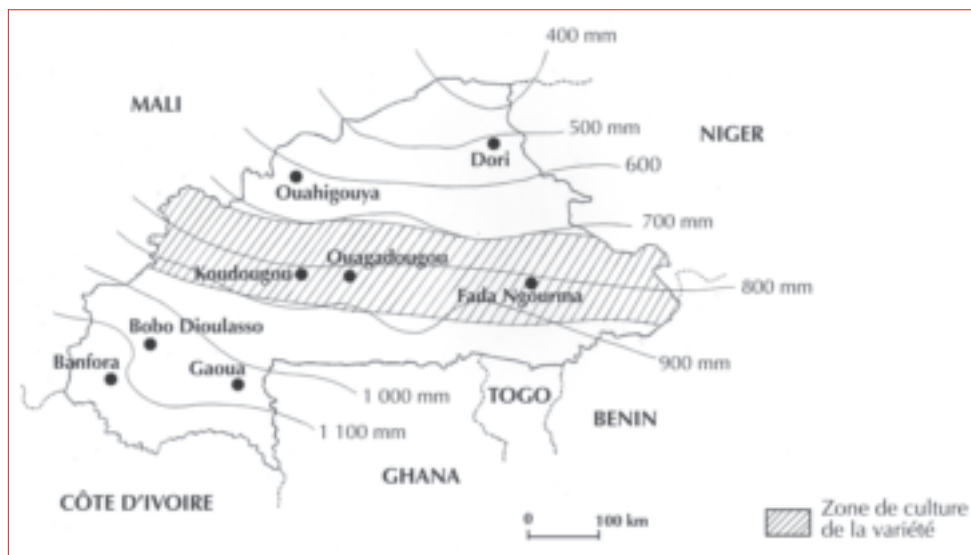 400 mm
MALI
500 mm
NIGER
Dori
600
Ouahigouya
700 mm
Ouagadougou
Koudougou
Fada Ngourma
800 mm
Bobo Dioulasso
Banfora
Gaoua
900 mm
1 000 mm
TOGO
1 100 mm
BENIN
GHANA
CÔTE D'IVOIRE
0 100 km
Zone de culture
de la variété